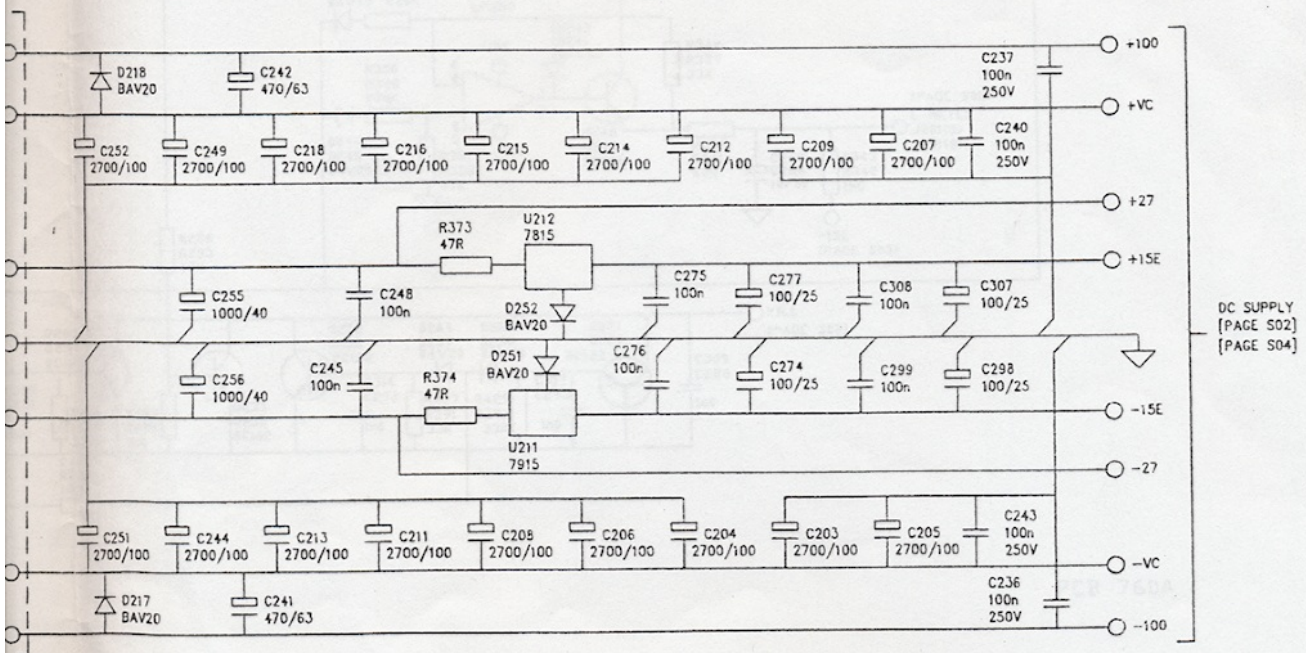 +100
D218
BAV20
C242
470/63
C237
100n
250V
+VC
C252
2700/100
C249
2700/100
C218
2700/100
C216
2700/100
C215
2700/100
C214
2700/100
C212
2700/100
C209
2700/100
C207
2700/100
C240
100n
250V
+27
R373
47R
U212
7815
+15E
C255
1000/40
C248
100n
D252
BAV20
C275
100n
C277
100/25
C308
100n
C307
100/25
DC SUPPLY
[PAGE S02]
[PAGE S04]
C256
1000/40
C245
100n
R374
47R
D251
BAV20
C276
100n
C274
100/25
C299
100n
C298
100/25
-15E
U211
7915
-27
C251
2700/100
C244
2700/100
C213
2700/100
C211
2700/100
C208
2700/100
C206
2700/100
C204
2700/100
C203
2700/100
C205
2700/100
C243
100n
250V
-VC
D217
BAV20
C241
470/63
C236
100n
250V
-100